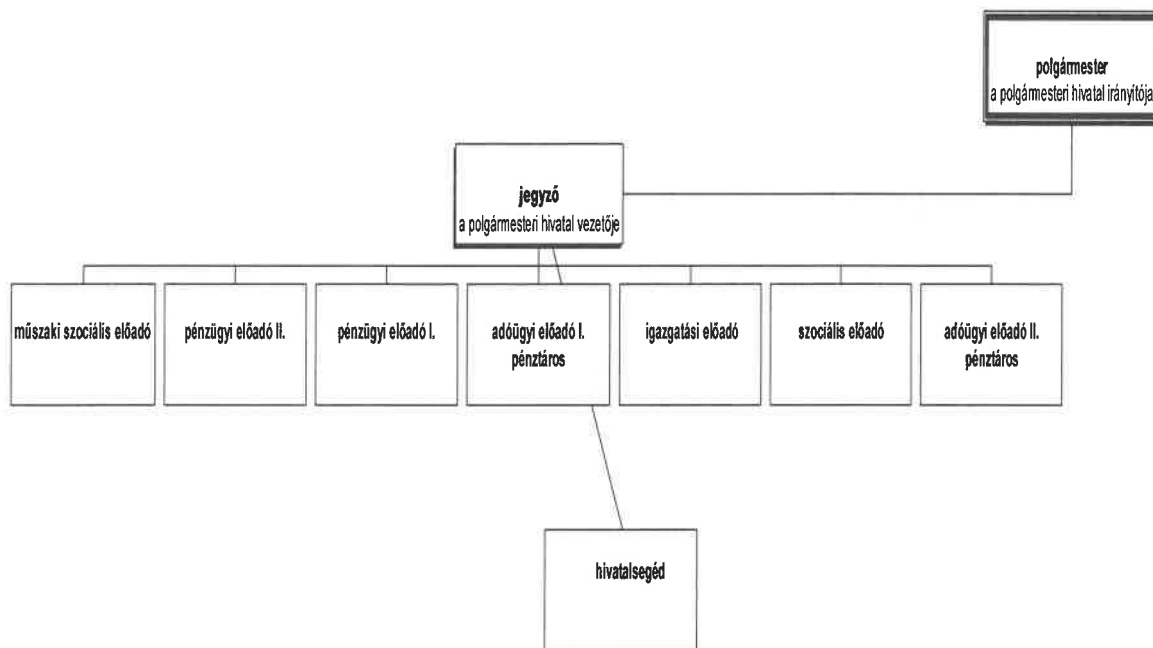 polgármester
a polgármesteri hivatal irányítója
jegyző
a polgármesteri hivatal vezetője
műszaki szociális előadó
pénzügyi előadó II.
pénzügyi előadó I.
adóügyi előadó I.
pénztáros
igazgatási előadó
szociális előadó
adóügyi előadó II.
pénztáros
hivatalsegéd